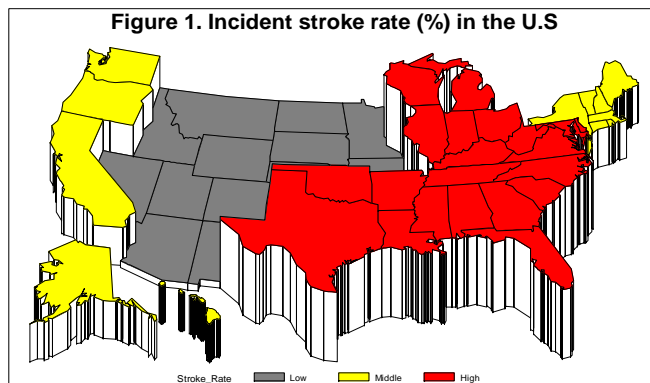 Figure 1. Incident stroke rate (%) in the U.S
Stroke_Rate Low Middle High